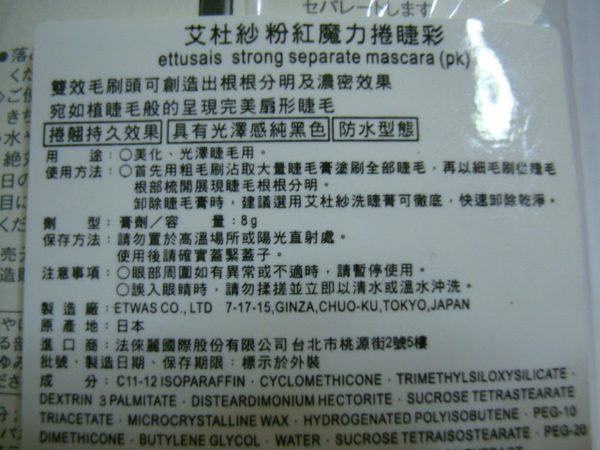 セパレートします
艾杜紗粉紅魔力捲睫彩
ettusais strong separate mascara (pk)
雙效毛刷頭可創造出根根分明及濃密效果
宛如植睫毛般的呈現完美扇形睫毛
捲翹持久效果 具有光澤感純黑色 防水型態
用 途：○美化、光澤睫毛用。
使用方法：○首先用粗毛刷沾取大量睫毛膏塗刷全部睫毛，再以細毛刷從睫毛
根部梳開展現睫毛根根分明。
卸除睫毛膏時，建議選用艾杜紗洗睫膏可徹底，快速卸除乾淨。
劑 型：膏劑／容 量：8g
保存方法：請勿置於高溫場所或陽光直射處。
使用後請確實蓋緊蓋子。
注意事項：○眼部周圍如有異常或不適時，請暫停使用。
○誤入眼睛時，請勿揉搓並立即以清水或溫水沖洗。
製 造 廠：ETWAS CO., LTD 7-17-15,GINZA,CHUO-KU,TOKYO,JAPAN
原 產 地：日本
進 口 商：法倈麗國際股份有限公司 台北市桃源街2號5樓
批號、製造日期、保存期限：標示於外裝
成 分：C11-12 ISOPARAFFIN．CYCLOMETHICONE．TRIMETHYLSILOXYSILICATE．
DEXTRIN 3 PALMITATE．DISTEARDIMONIUM HECTORITE．SUCROSE TETRASTEARATE
TRIACETATE．MICROCRYSTALLINE WAX．HYDROGENATED POLYISOBUTENE．PEG-10
DIMETHICONE．BUTYLENE GLYCOL．WATER．SUCROSE TETRAISOSTEARATE．PEG-20